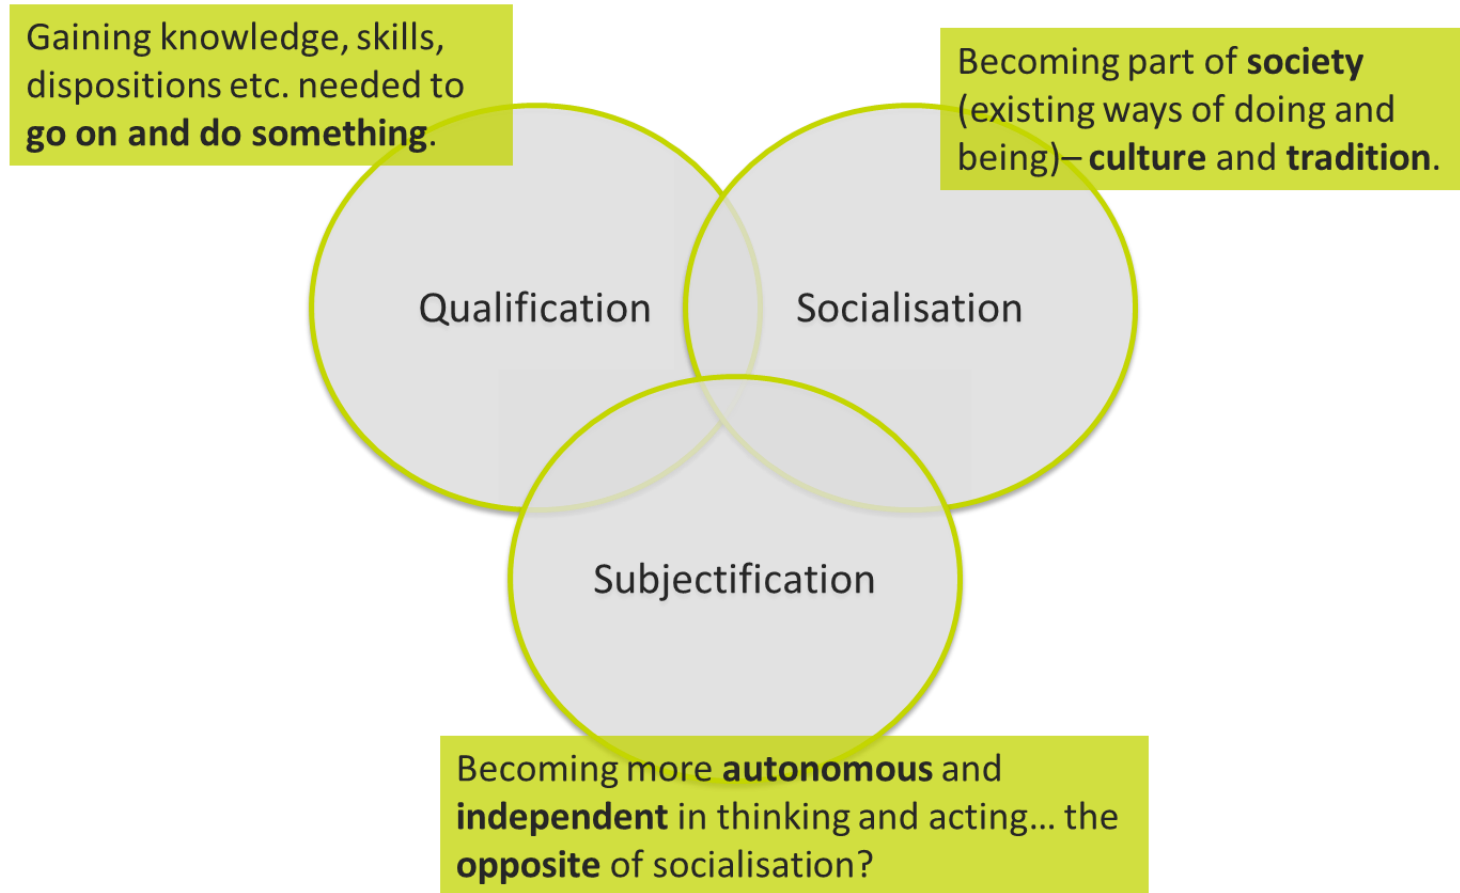 Gaining knowledge, skills,
dispositions etc. needed to
go on and do something.
Becoming part of society
(existing ways of doing and
being)– culture and tradition.
Qualification
Socialisation
Subjectification
Becoming more autonomous and
independent in thinking and acting... the
opposite of socialisation?